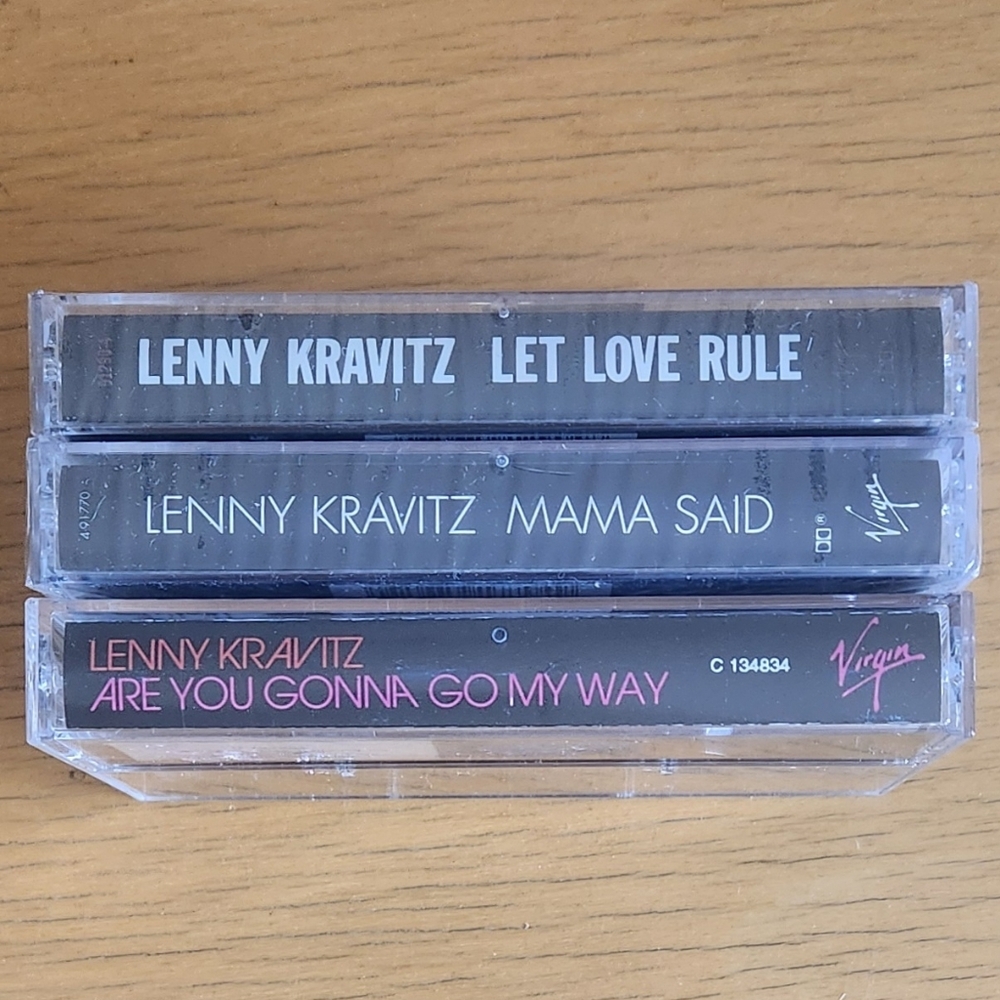 LENNY KRAVITZ LET LOVE RULE
LENNY KRAVITZ MAMA SAID
Virgin
LENNY KRAVITZ
ARE YOU GONNA GO MY WAY
C 134834
Virgin